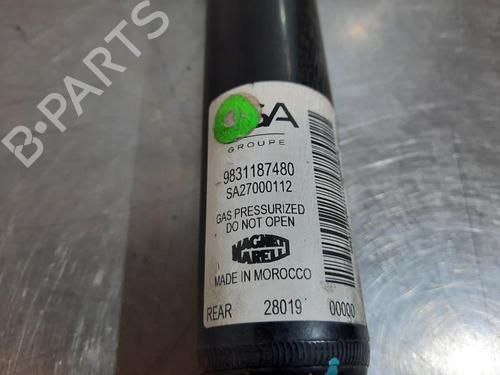 B-PARTS
SA
GROUPE
9831187480
SA27000112
GAS PRESSURIZED
DO NOT OPEN
MAGNETI
MARELLI
MADE IN MOROCCO
REAR 28019 00000